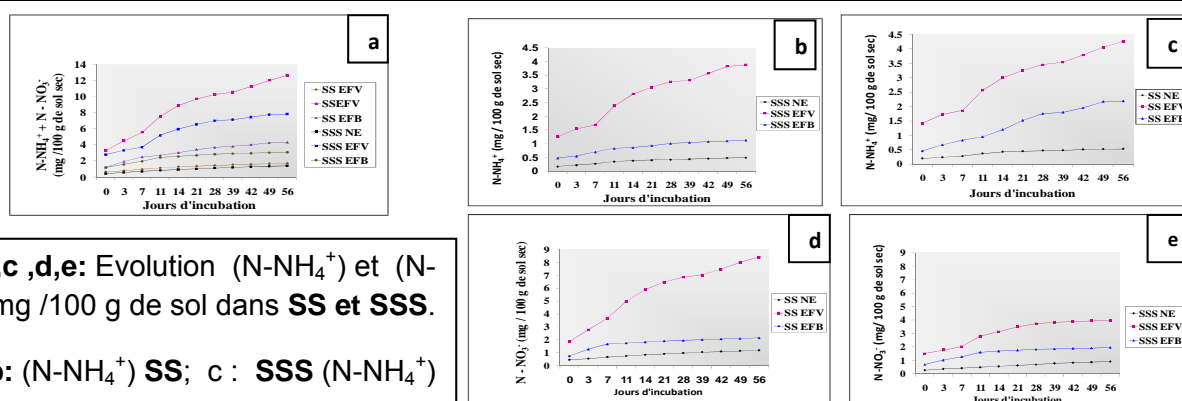 a
N-NH₄⁺ + N - NO₃⁻
(mg /100 g de sol sec)
14
12
10
8
6
4
2
0
0 3 7 11 14 21 28 39 42 49 56
Jours d'incubation
SS EFV
SSEFV
SS EFB
SSS NE
SSS EFV
SSS EFB
b
N-NH₄⁺ (mg/ 100 g de sol sec)
4.5
4
3.5
3
2.5
2
1.5
1
0.5
0
0 3 7 11 14 21 28 39 42 49 56
Jours d'incubation
SSS NE
SSS EFV
SSS EFB
c
N-NH₄⁺ (mg/ 100 g de sol sec)
4.5
4
3.5
3
2.5
2
1.5
1
0.5
0
0 3 7 11 14 21 28 39 42 49 56
Jours d'incubation
SS NE
SS EFV
SS EFB
,c ,d,e: Evolution (N-NH₄⁺) et (N-
mg /100 g de sol dans SS et SSS.
: (N-NH₄⁺) SS; c : SSS (N-NH₄⁺)
d
N - NO₃⁻ (mg / 100 g de sol sec)
9
8
7
6
5
4
3
2
1
0
0 3 7 11 14 21 28 39 42 49 56
Jours d'incubation
SS NE
SS EFV
SS EFB
e
N-NO₃⁻ (mg/ 100 g de sol sec)
9
8
7
6
5
4
3
2
1
0
0 3 7 11 14 21 28 39 42 49 56
Jours d'incubation
SSS NE
SSS EFV
SSS EFB